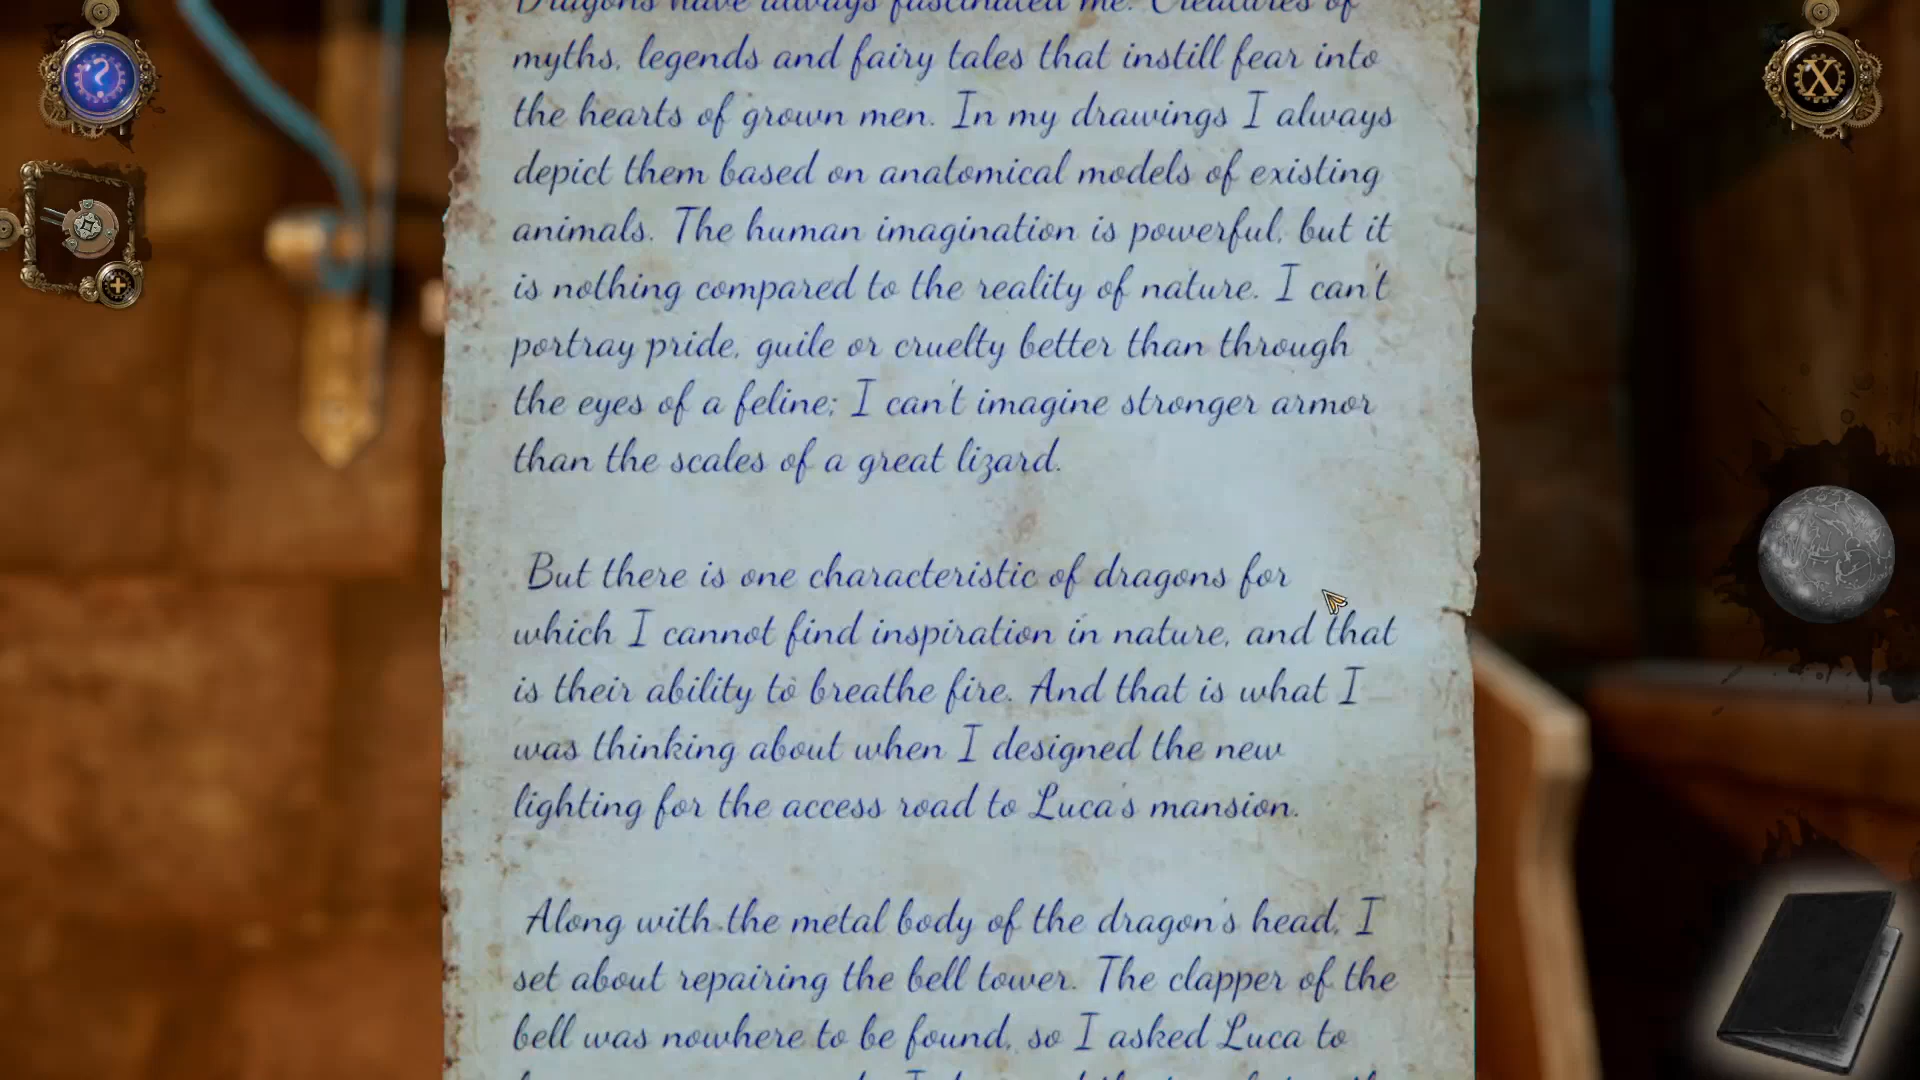 Dragons have always fascinated me. Creatures of
myths, legends and fairy tales that instill fear into
the hearts of grown men. In my drawings I always
depict them based on anatomical models of existing
animals. The human imagination is powerful, but it
is nothing compared to the reality of nature. I can't
portray pride, guile or cruelty better than through
the eyes of a feline; I can't imagine stronger armor
than the scales of a great lizard.
But there is one characteristic of dragons for
which I cannot find inspiration in nature, and that
is their ability to breathe fire. And that is what I
was thinking about when I designed the new
lighting for the access road to Luca's mansion.
Along with the metal body of the dragon's head, I
set about repairing the bell tower. The clapper of the
bell was nowhere to be found, so I asked Luca to